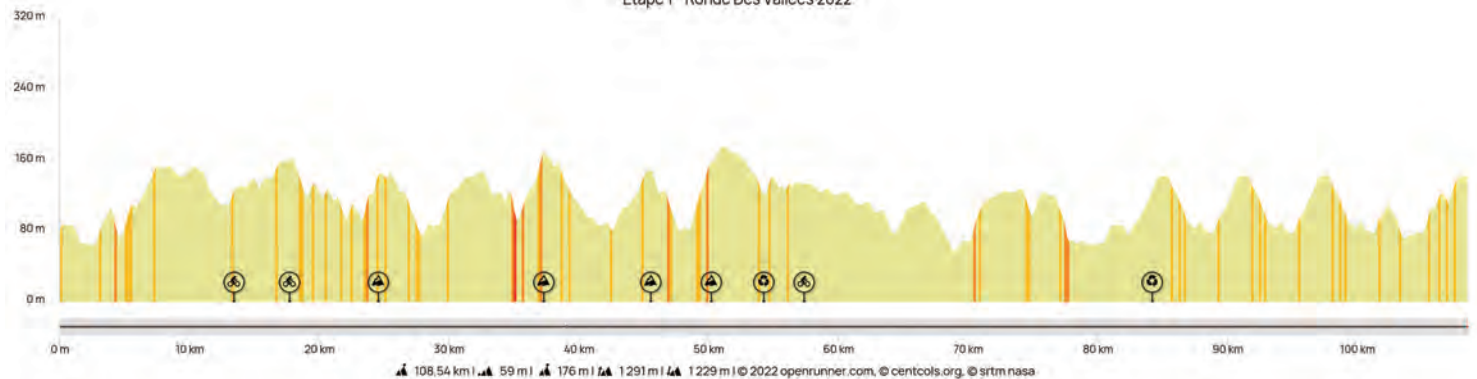 Etape 1 - Ronde Des Vallées 2022
320 m
240 m
160 m
80 m
0 m
0 m 10 km 20 km 30 km 40 km 50 km 60 km 70 km 80 km 90 km 100 km
108,54 km | 59 m | 176 m | 1 291 m | 1 229 m | © 2022 openrunner.com, © centcols.org, © srtm nasa